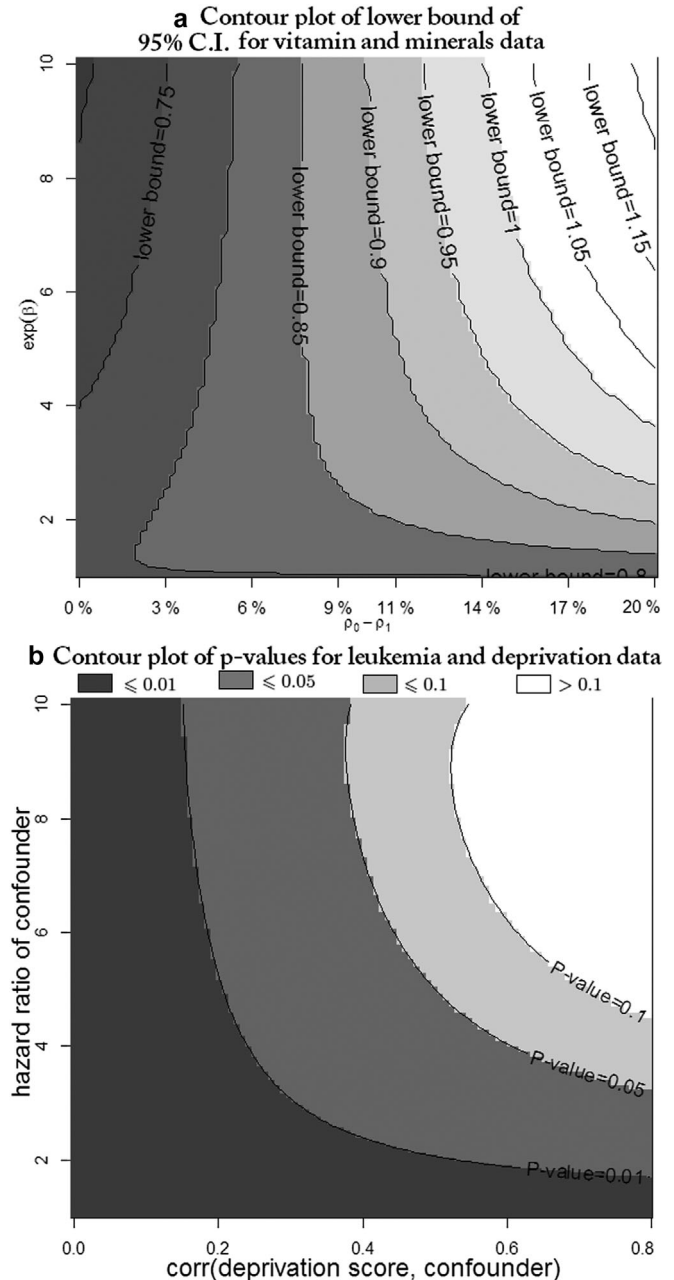 a Contour plot of lower bound of
95% C.I. for vitamin and minerals data
10
8
6
4
2
exp(β)
lower bound=0.75
lower bound=0.85
lower bound=0.9
lower bound=0.95
lower bound=1
lower bound=1.05
lower bound=1.15
lower bound=0.8
0 % 3 % 6 % 9 % 11 % 14 % 17 % 20 %
ρ₀ – ρ₁
b Contour plot of p-values for leukemia and deprivation data
⩽ 0.01 ⩽ 0.05 ⩽ 0.1 > 0.1
10
8
6
4
2
hazard ratio of confounder
P-value=0.1
P-value=0.05
P-value=0.01
0.0 0.2 0.4 0.6 0.8
corr(deprivation score, confounder)